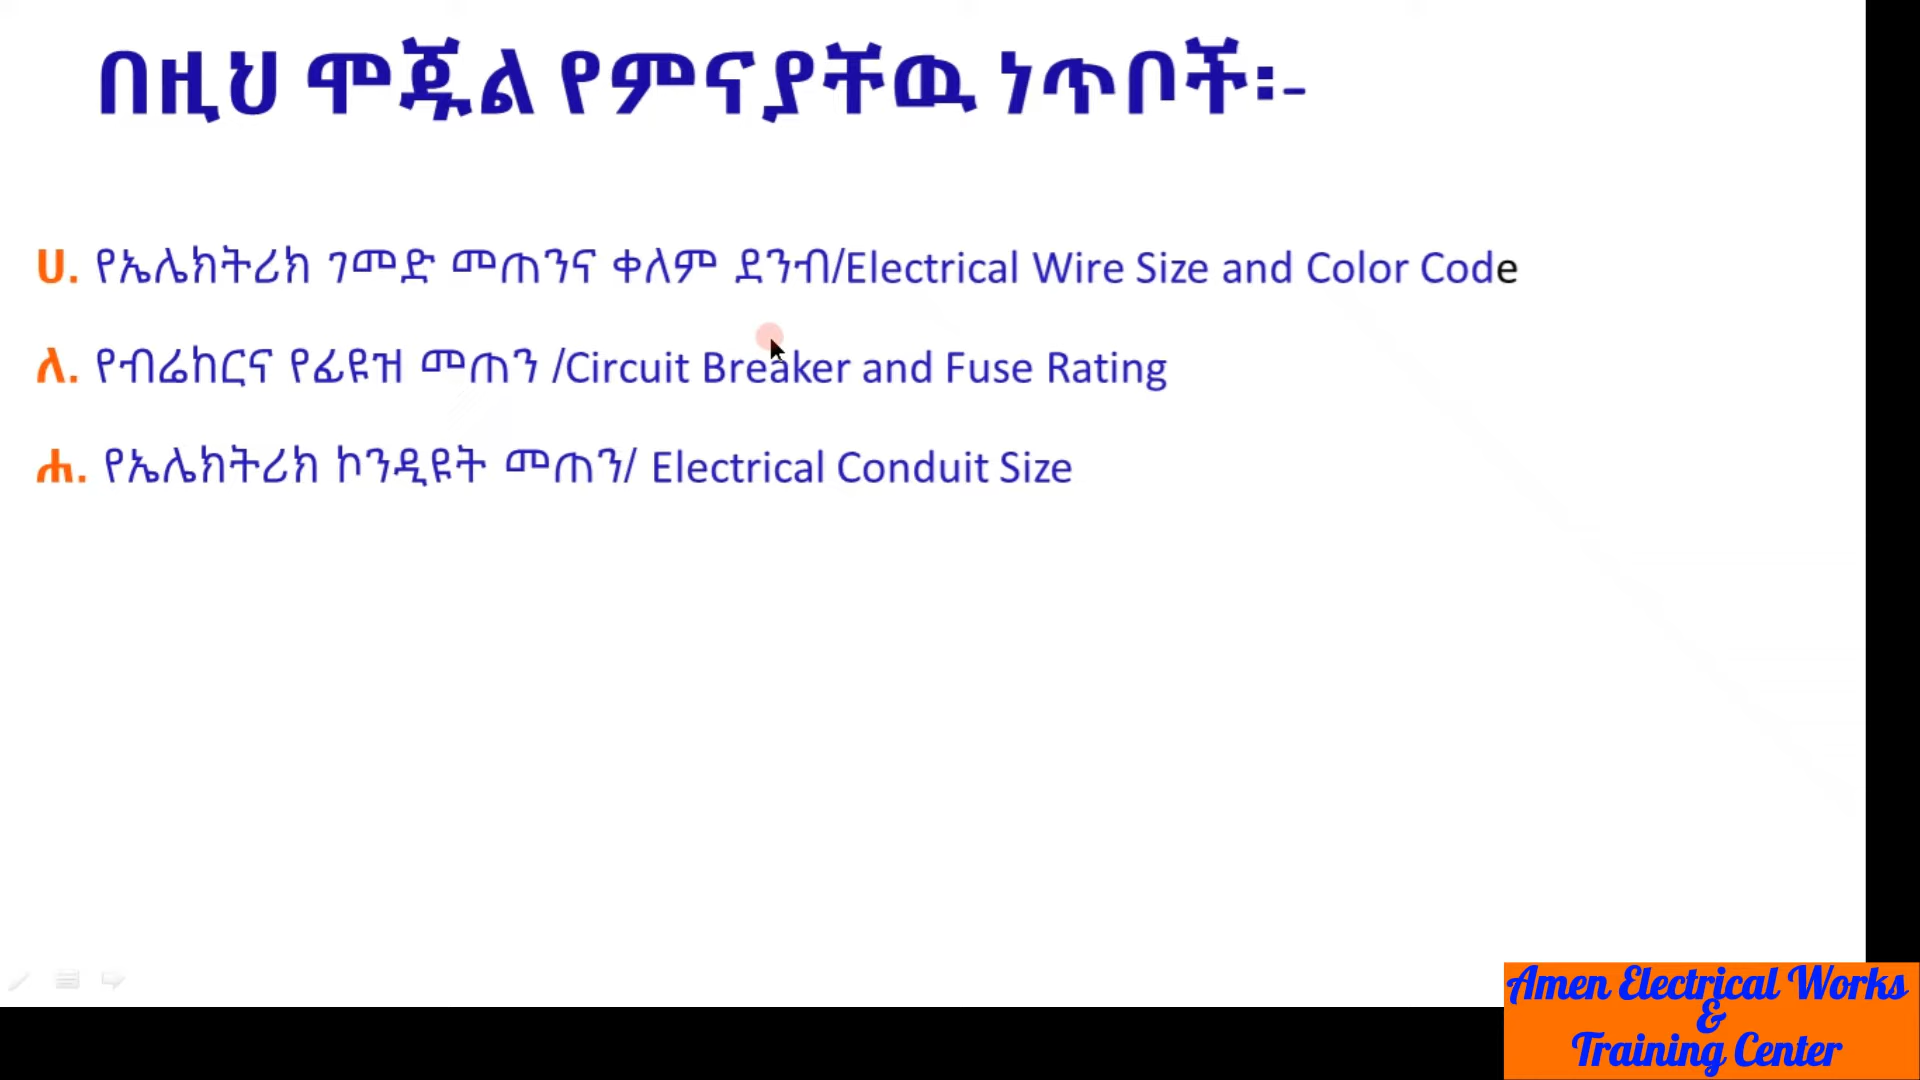 በዚህ ሞጁል የምናያቸዉ ነጥቦች፡-
ሀ. የኤሌክትሪክ ገመድ መጠንና ቀለም ደንብ/Electrical Wire Size and Color Code
ለ. የብሬከርና የፊዩዝ መጠን /Circuit Breaker and Fuse Rating
ሐ. የኤሌክትሪክ ኮንዲዩት መጠን/ Electrical Conduit Size
Amen Electrical Works
&
Training Center